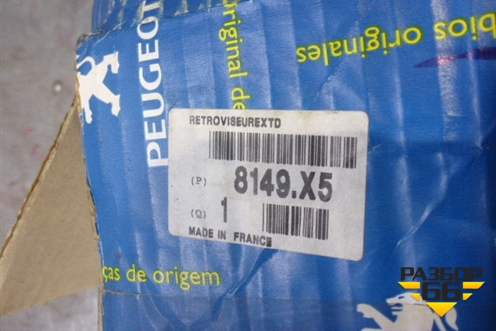 PEUGEOT
original de
bios originales
RETROVISEUREXTD
(P) 8149.X5
(Q) 1
MADE IN FRANCE
ças de origem
РАЗБОР
66